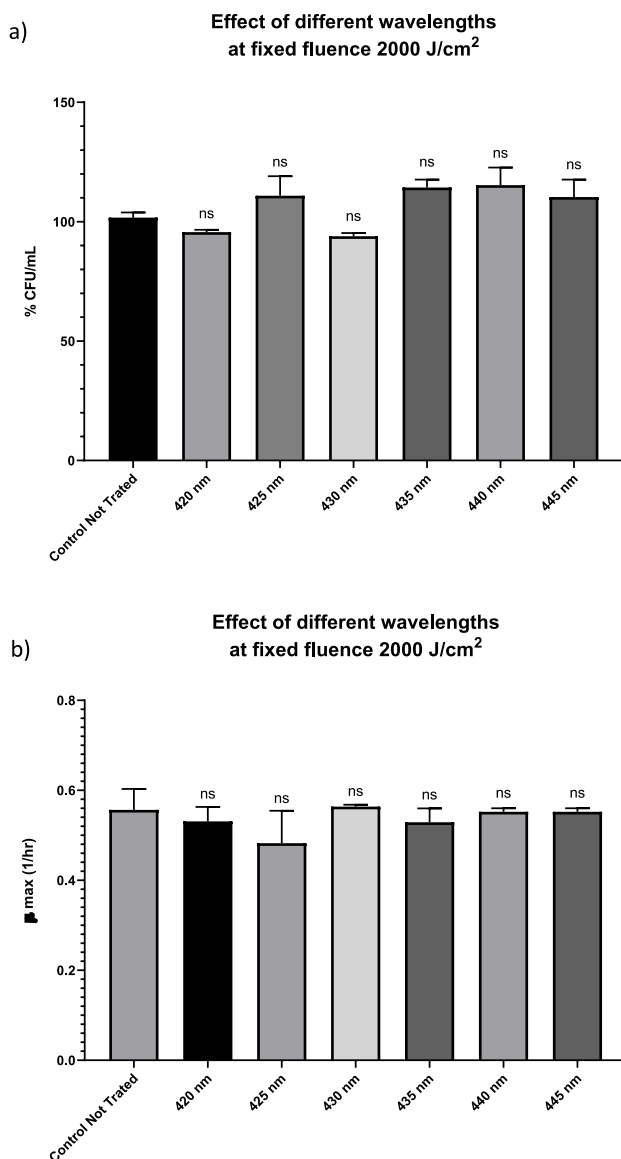 a)
Effect of different wavelengths
at fixed fluence 2000 J/cm²
150
100
50
0
% CFU/mL
ns
ns
ns
ns
ns
ns
Control Not Trated
420 nm
425 nm
430 nm
435 nm
440 nm
445 nm
b)
Effect of different wavelengths
at fixed fluence 2000 J/cm²
0.8
0.6
0.4
0.2
0.0
μ max (1/hr)
ns
ns
ns
ns
ns
ns
Control Not Trated
420 nm
425 nm
430 nm
435 nm
440 nm
445 nm